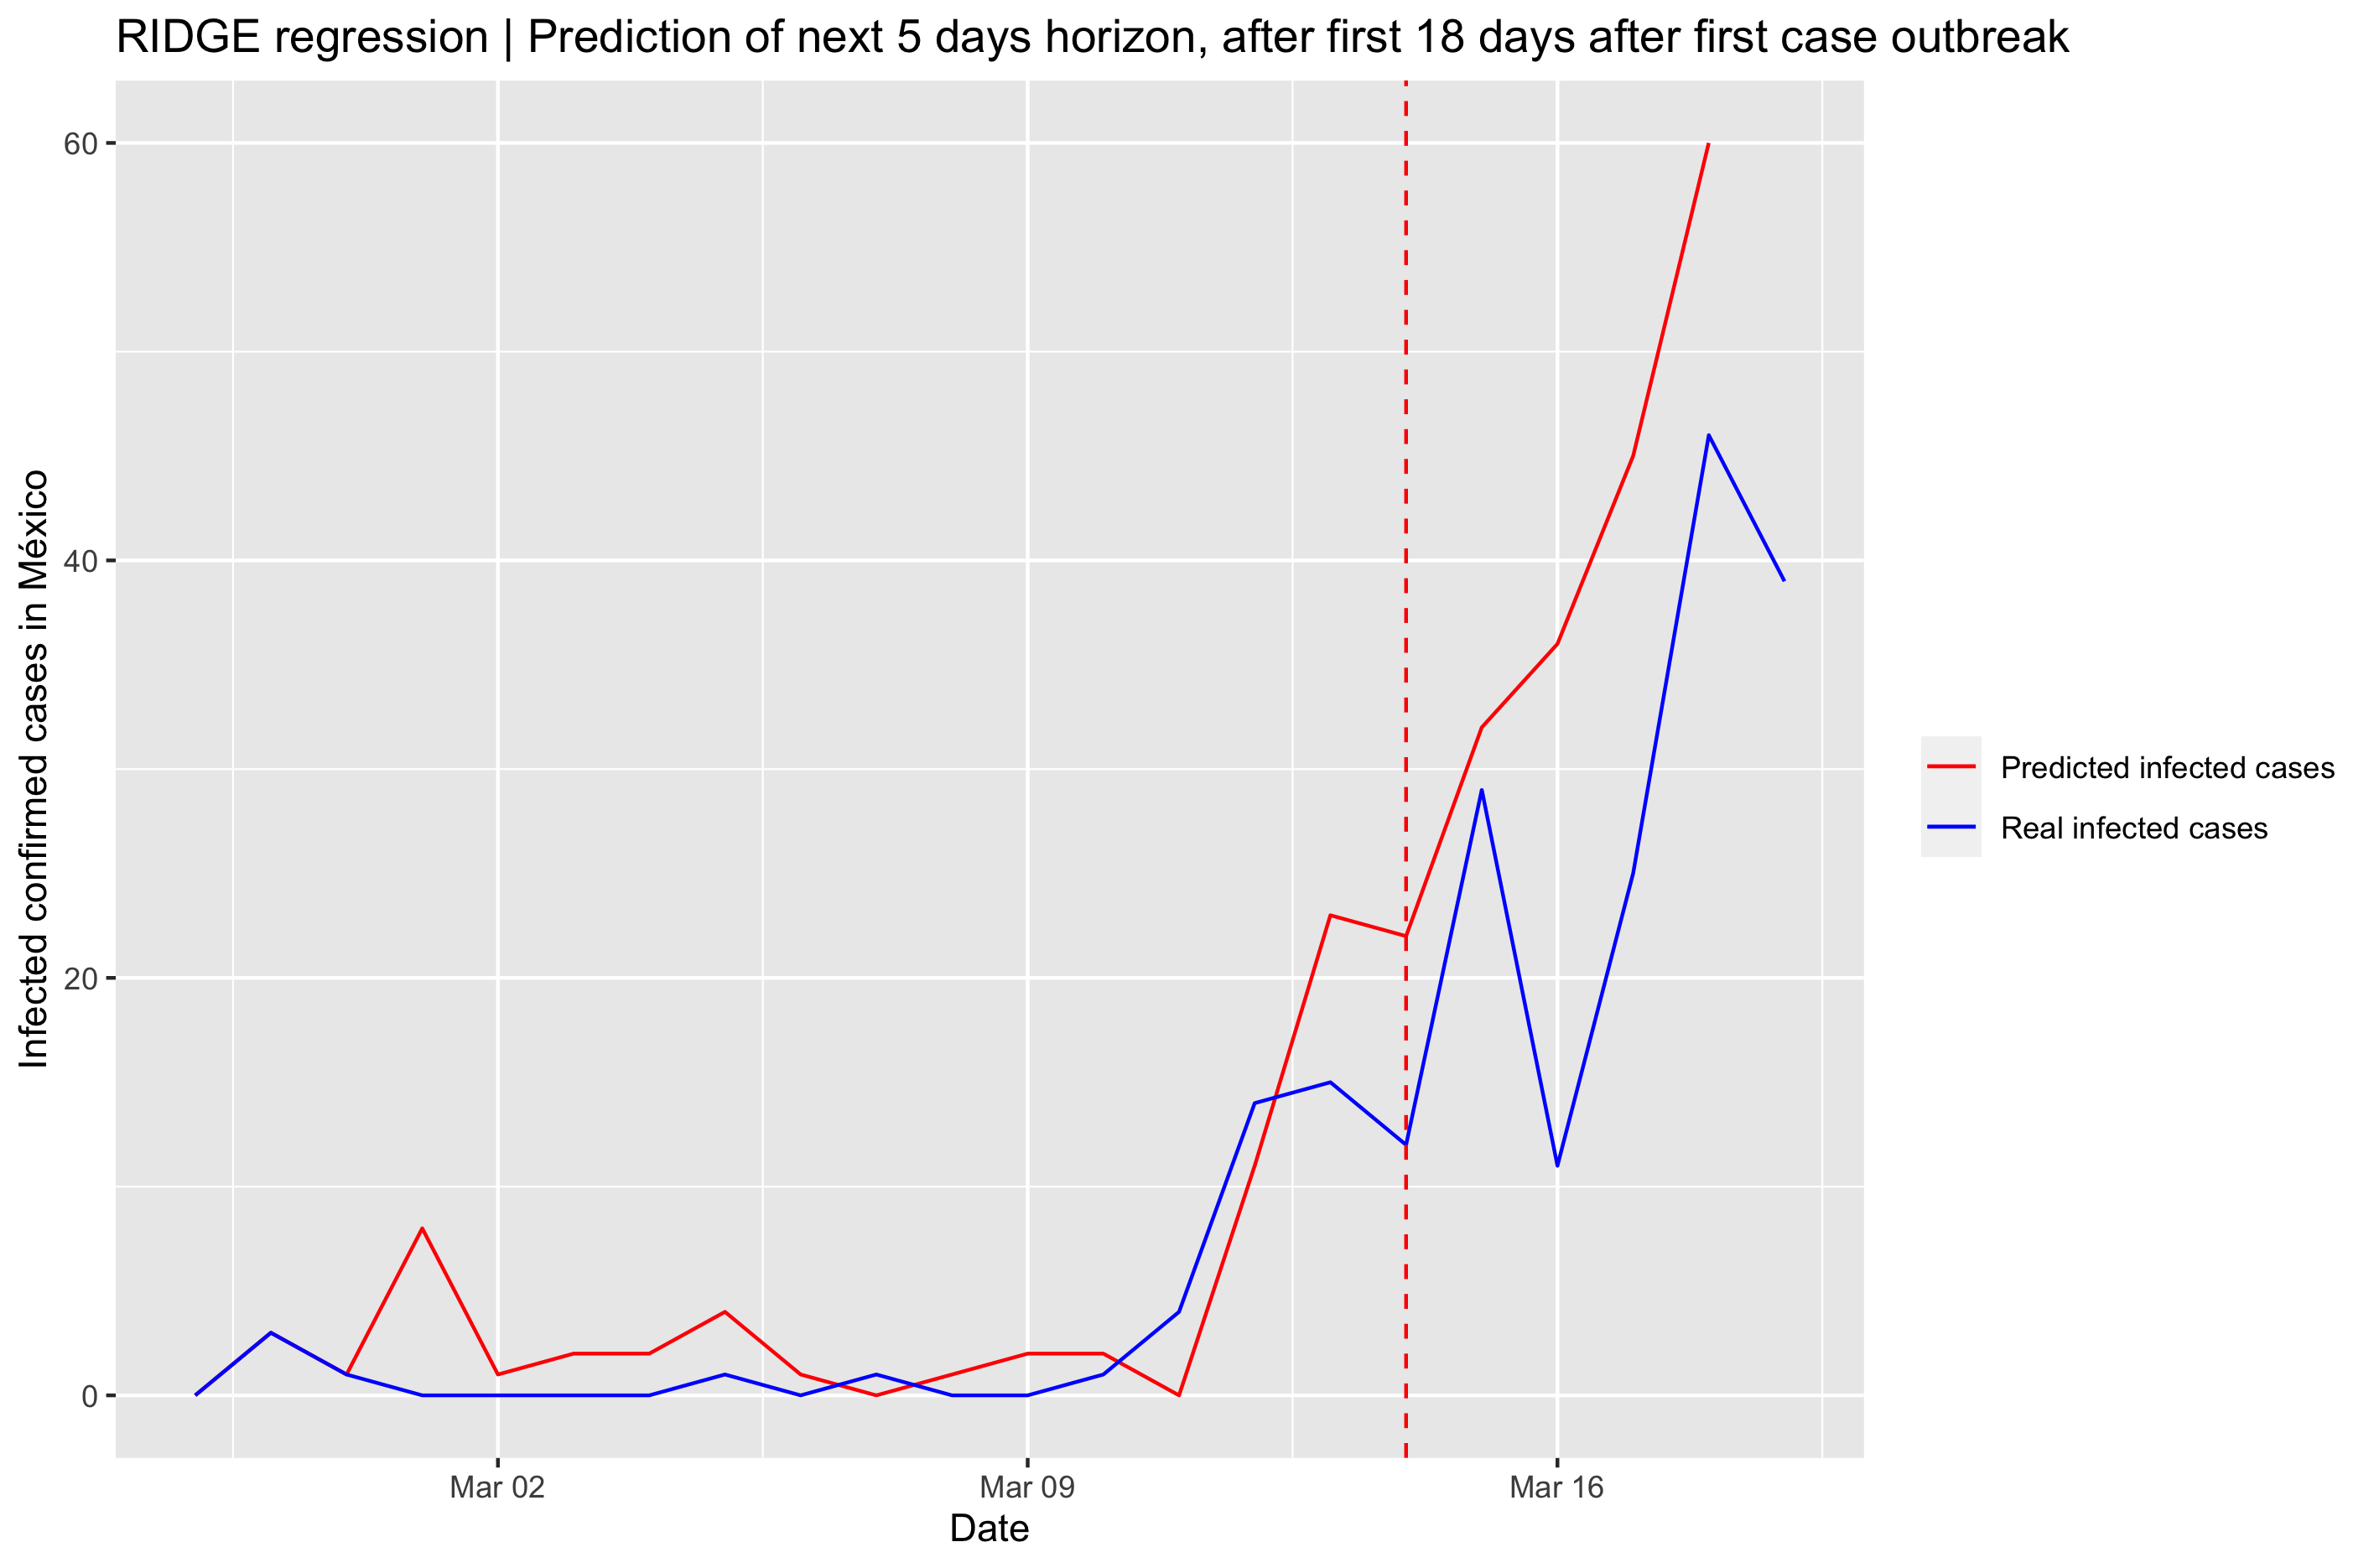 RIDGE regression | Prediction of next 5 days horizon, after first 18 days after first case outbreak
Infected confirmed cases in México
60
40
20
0
Mar 02
Mar 09
Mar 16
Date
Predicted infected cases
Real infected cases